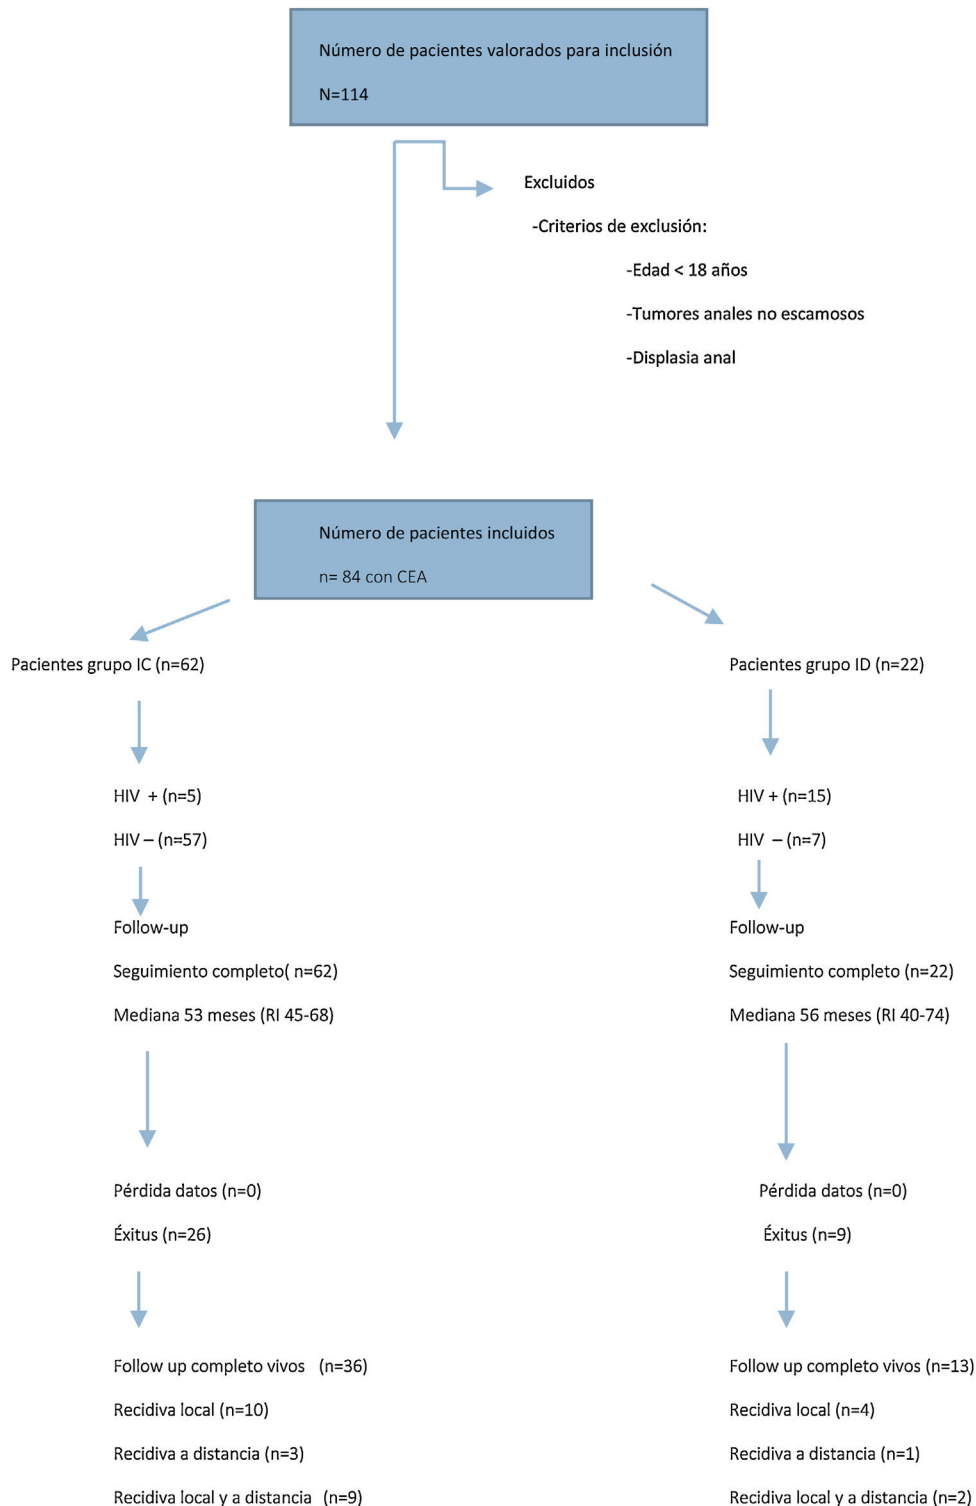 Número de pacientes valorados para inclusión
N=114
Excluidos
-Criterios de exclusión:
-Edad < 18 años
-Tumores anales no escamosos
-Displasia anal
Número de pacientes incluidos
n= 84 con CEA
Pacientes grupo IC (n=62)
Pacientes grupo ID (n=22)
HIV + (n=5)
HIV – (n=57)
HIV + (n=15)
HIV – (n=7)
Follow-up
Seguimiento completo( n=62)
Mediana 53 meses (RI 45-68)
Follow-up
Seguimiento completo (n=22)
Mediana 56 meses (RI 40-74)
Pérdida datos (n=0)
Éxitus (n=26)
Pérdida datos (n=0)
Éxitus (n=9)
Follow up completo vivos (n=36)
Recidiva local (n=10)
Recidiva a distancia (n=3)
Recidiva local y a distancia (n=9)
Follow up completo vivos (n=13)
Recidiva local (n=4)
Recidiva a distancia (n=1)
Recidiva local y a distancia (n=2)